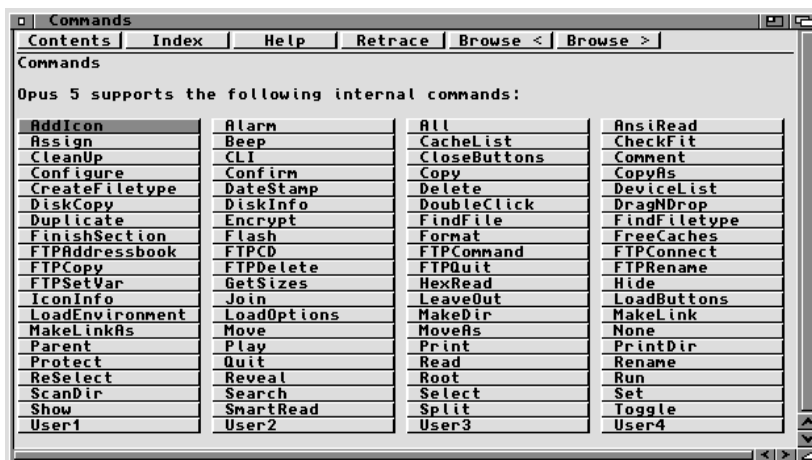 Commands
Contents Index Help Retrace Browse < Browse >
Commands
Opus 5 supports the following internal commands:
AddIcon Alarm All AnsiRead
Assign Beep CacheList CheckFit
CleanUp CLI CloseButtons Comment
Configure Confirm Copy CopyAs
CreateFiletype DateStamp Delete DeviceList
DiskCopy DiskInfo DoubleClick DragNDrop
Duplicate Encrypt FindFile FindFiletype
FinishSection Flash Format FreeCaches
FTPAddressbook FTPCD FTPCommand FTPConnect
FTPCopy FTPDelete FTPQuit FTPRename
FTPSetVar GetSizes HexRead Hide
IconInfo Join LeaveOut LoadButtons
LoadEnvironment LoadOptions MakeDir MakeLink
MakeLinkAs Move MoveAs None
Parent Play Print PrintDir
Protect Quit Read Rename
ReSelect Reveal Root Run
ScanDir Search Select Set
Show SmartRead Split Toggle
User1 User2 User3 User4